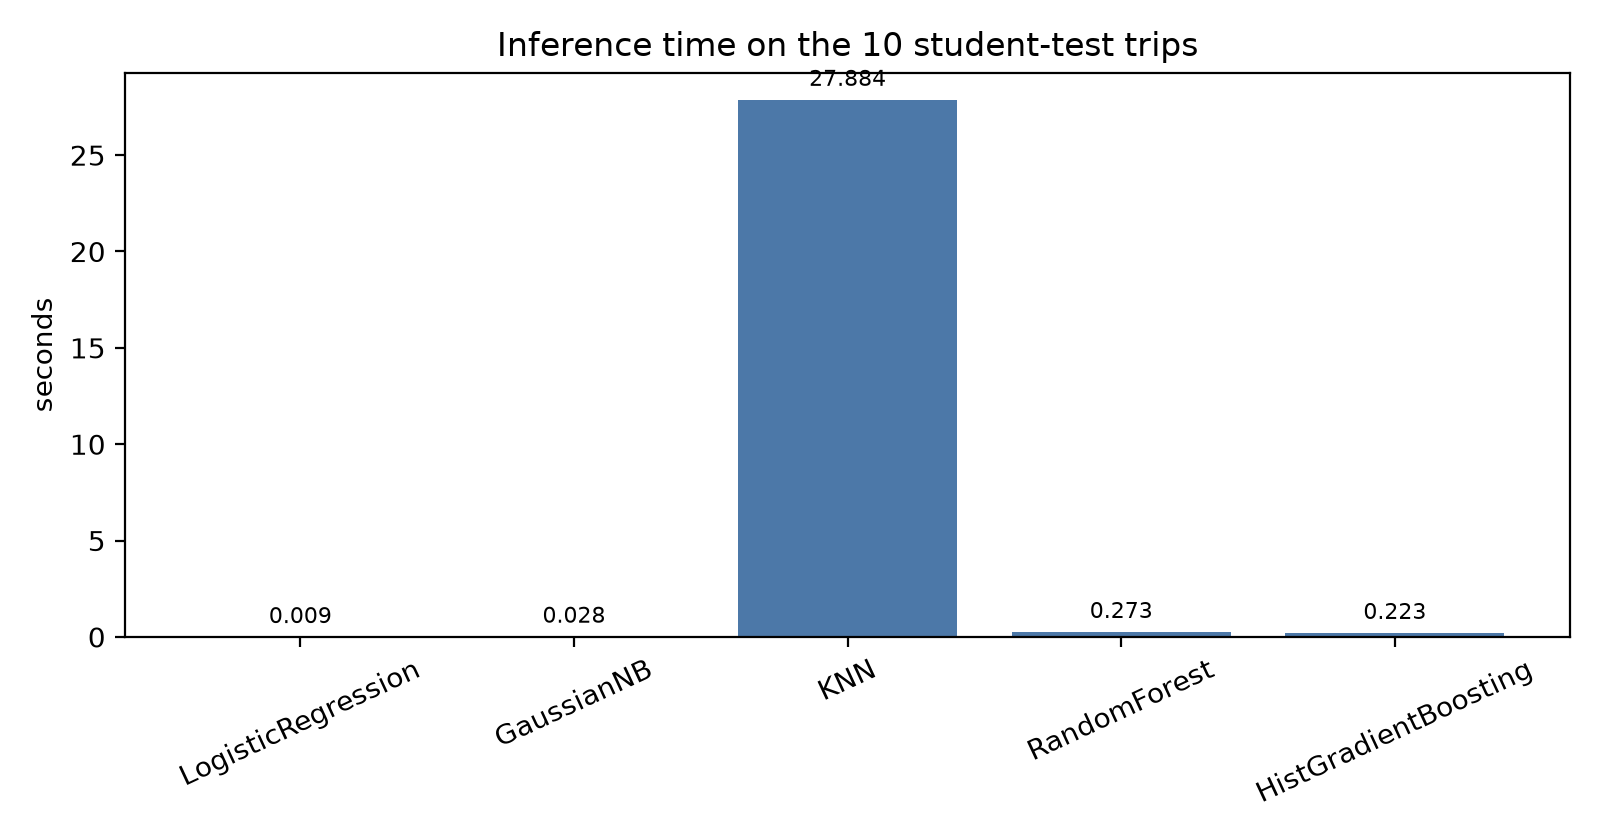 Inference time on the 10 student-test trips
27.884
25
20
15
10
5
0
seconds
0.009
0.028
0.273
0.223
LogisticRegression
GaussianNB
KNN
RandomForest
HistGradientBoosting